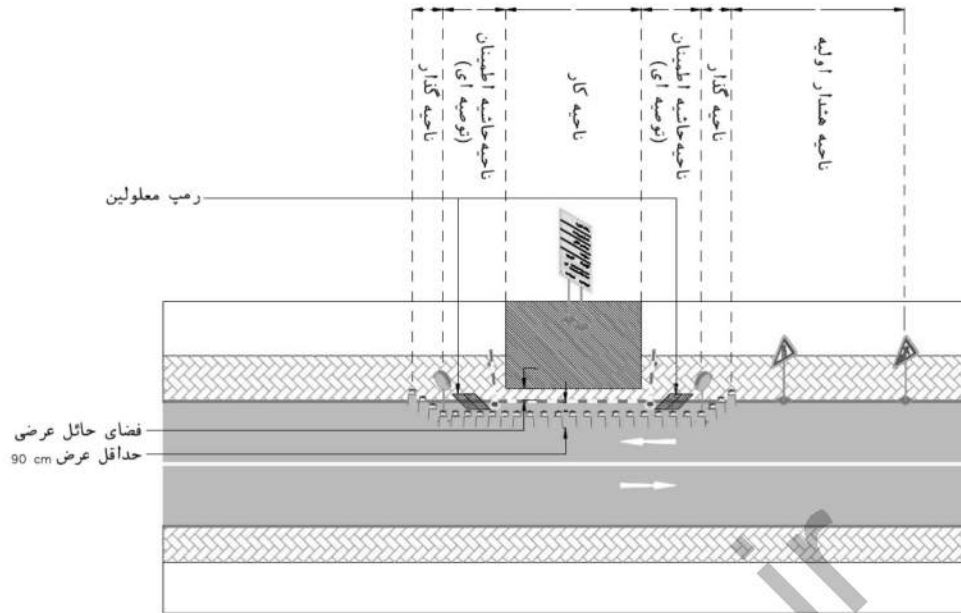 ناحیه هشدار اولیه
ناحیه گذار
ناحیه حاشیه اطمینان
(توصیه ای)
ناحیه کار
ناحیه حاشیه اطمینان
(توصیه ای)
ناحیه گذار
رمپ معلولین
فضای حائل عرضی
حداقل عرض 90 cm
ir